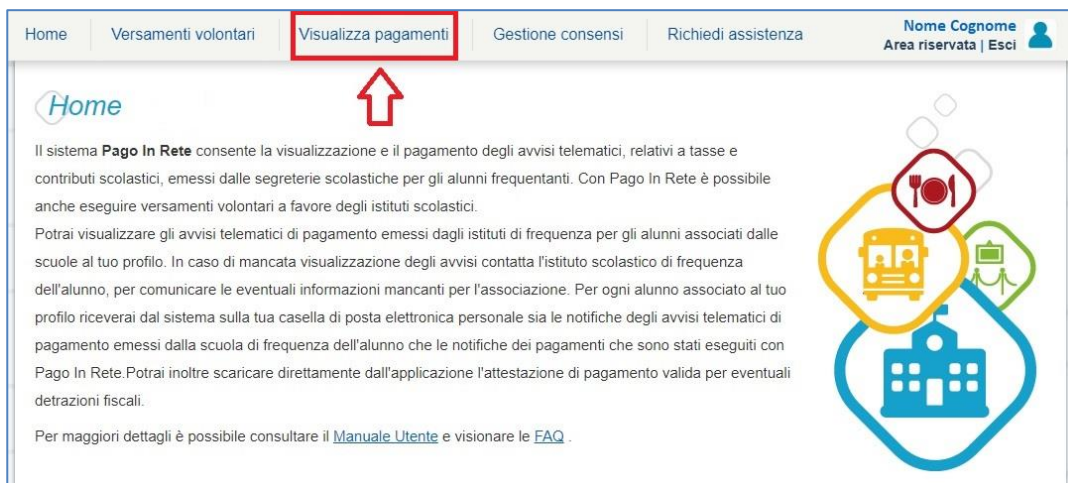 Home
Versamenti volontari
Visualizza pagamenti
Gestione consensi
Richiedi assistenza
Nome Cognome
Area riservata | Esci
Home
Il sistema Pago In Rete consente la visualizzazione e il pagamento degli avvisi telematici, relativi a tasse e
contributi scolastici, emessi dalle segreterie scolastiche per gli alunni frequentanti. Con Pago In Rete è possibile
anche eseguire versamenti volontari a favore degli istituti scolastici.
Potrai visualizzare gli avvisi telematici di pagamento emessi dagli istituti di frequenza per gli alunni associati dalle
scuole al tuo profilo. In caso di mancata visualizzazione degli avvisi contatta l'istituto scolastico di frequenza
dell'alunno, per comunicare le eventuali informazioni mancanti per l'associazione. Per ogni alunno associato al tuo
profilo riceverai dal sistema sulla tua casella di posta elettronica personale sia le notifiche degli avvisi telematici di
pagamento emessi dalla scuola di frequenza dell'alunno che le notifiche dei pagamenti che sono stati eseguiti con
Pago In Rete.Potrai inoltre scaricare direttamente dall'applicazione l'attestazione di pagamento valida per eventuali
detrazioni fiscali.
Per maggiori dettagli è possibile consultare il Manuale Utente e visionare le FAQ .